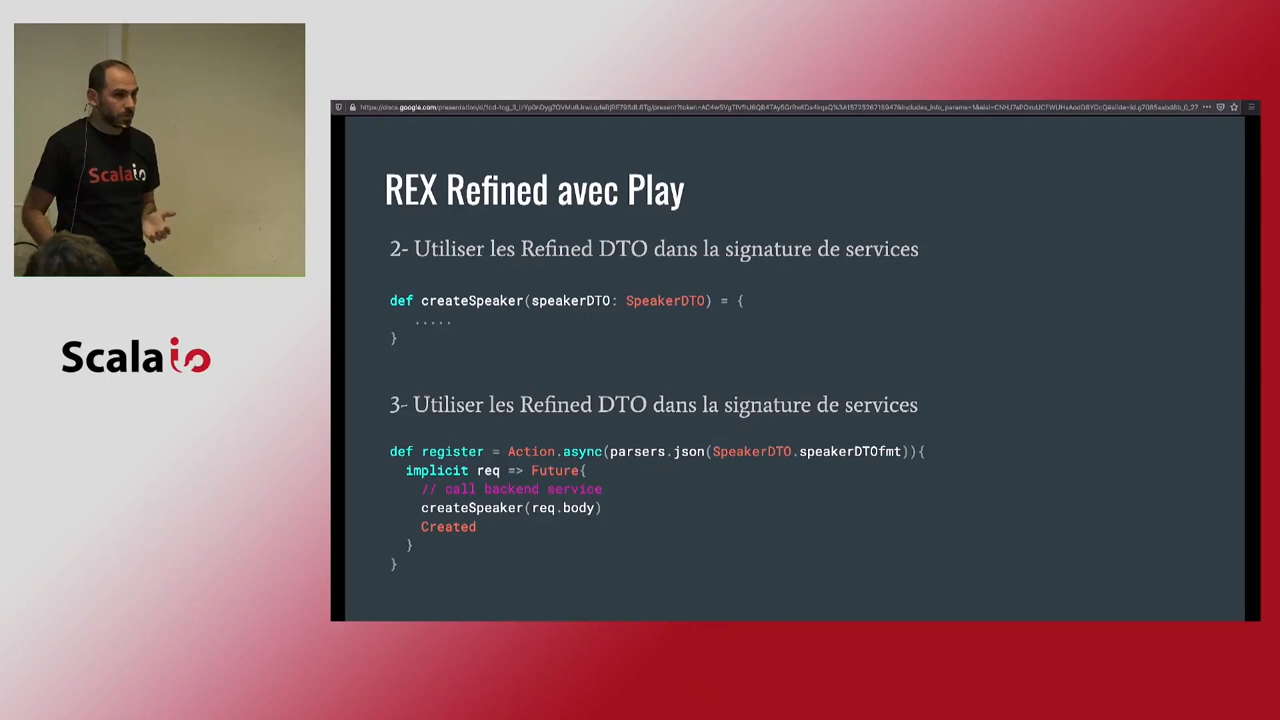 Scalaio
Scalaio
REX Refined avec Play
2- Utiliser les Refined DTO dans la signature de services
def createSpeaker(speakerDTO: SpeakerDTO) = {
.....
}
3- Utiliser les Refined DTO dans la signature de services
def register = Action.async(parsers.json(SpeakerDTO.speakerDTOfmt)){
implicit req => Future{
// call backend service
createSpeaker(req.body)
Created
}
}